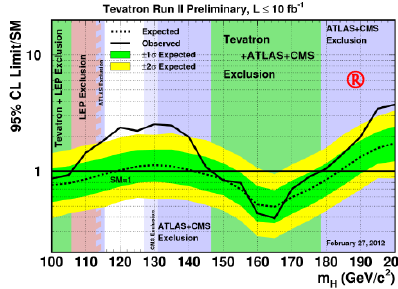 Tevatron Run II Preliminary, L ≤ 10 fb⁻¹
95% CL Limit/SM
10
1
Tevatron + LEP Exclusion
LEP Exclusion
ATLAS Exclusion
Expected
Observed
±1σ Expected
±2σ Expected
Tevatron
+ATLAS+CMS
Exclusion
ATLAS+CMS
Exclusion
®
SM=1
CMS Exclusion
ATLAS+CMS
Exclusion
February 27, 2012
100 110 120 130 140 150 160 170 180 190 20
m_H (GeV/c²)